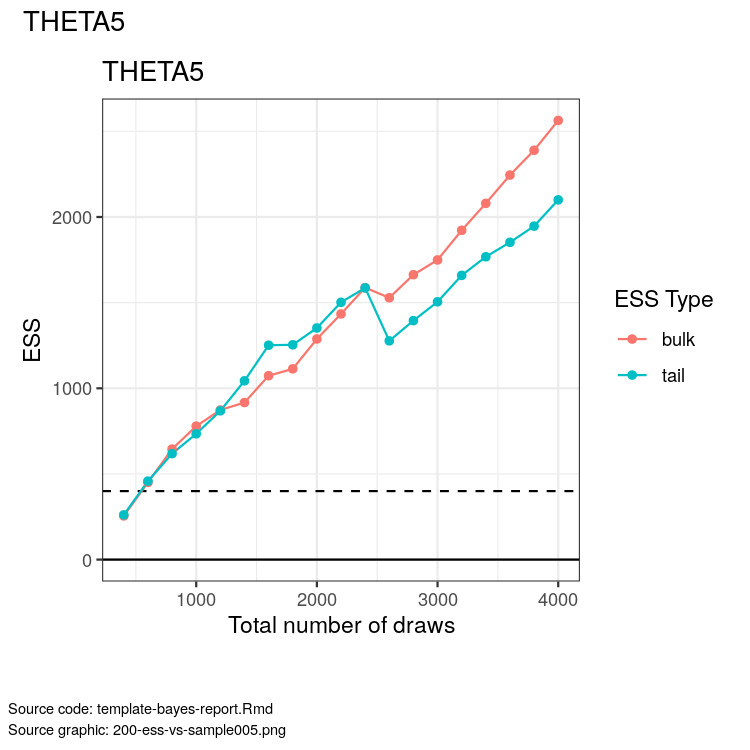 THETA5
THETA5
2000
1000
0
ESS
1000 2000 3000 4000
Total number of draws
ESS Type
bulk
tail
Source code: template-bayes-report.Rmd
Source graphic: 200-ess-vs-sample005.png